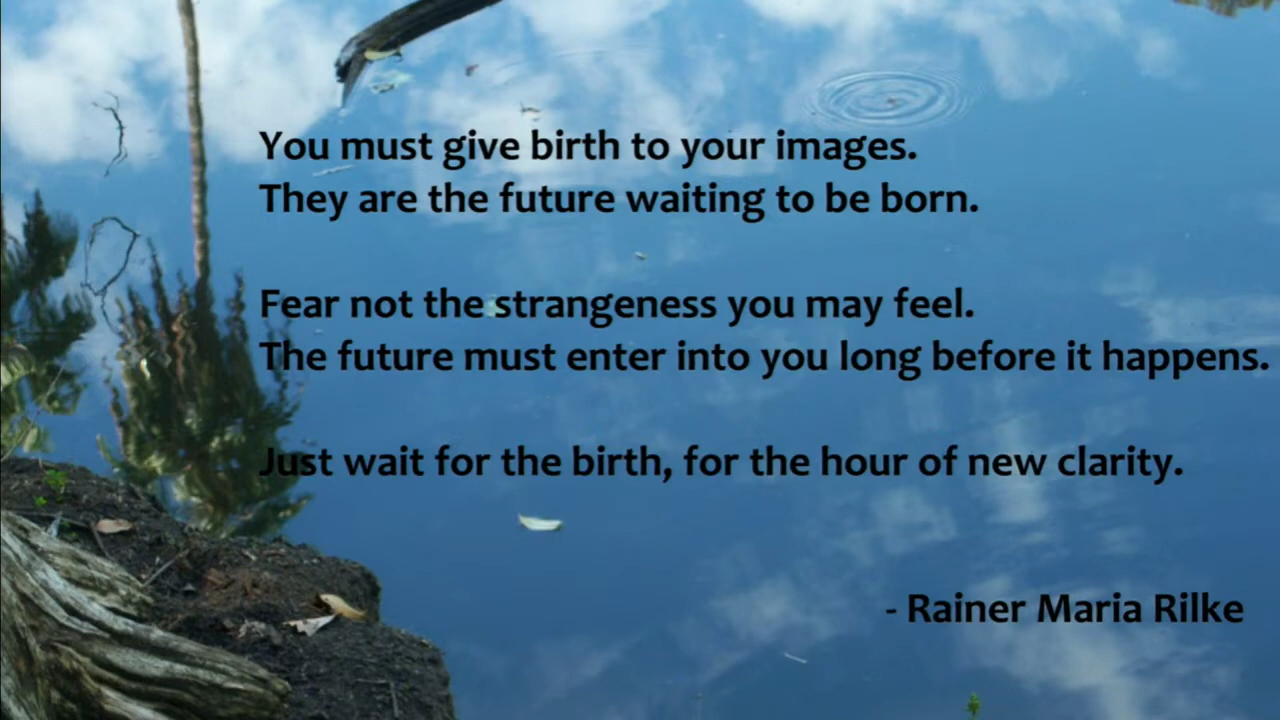 You must give birth to your images.
They are the future waiting to be born.
Fear not the strangeness you may feel.
The future must enter into you long before it happens.
Just wait for the birth, for the hour of new clarity.
- Rainer Maria Rilke